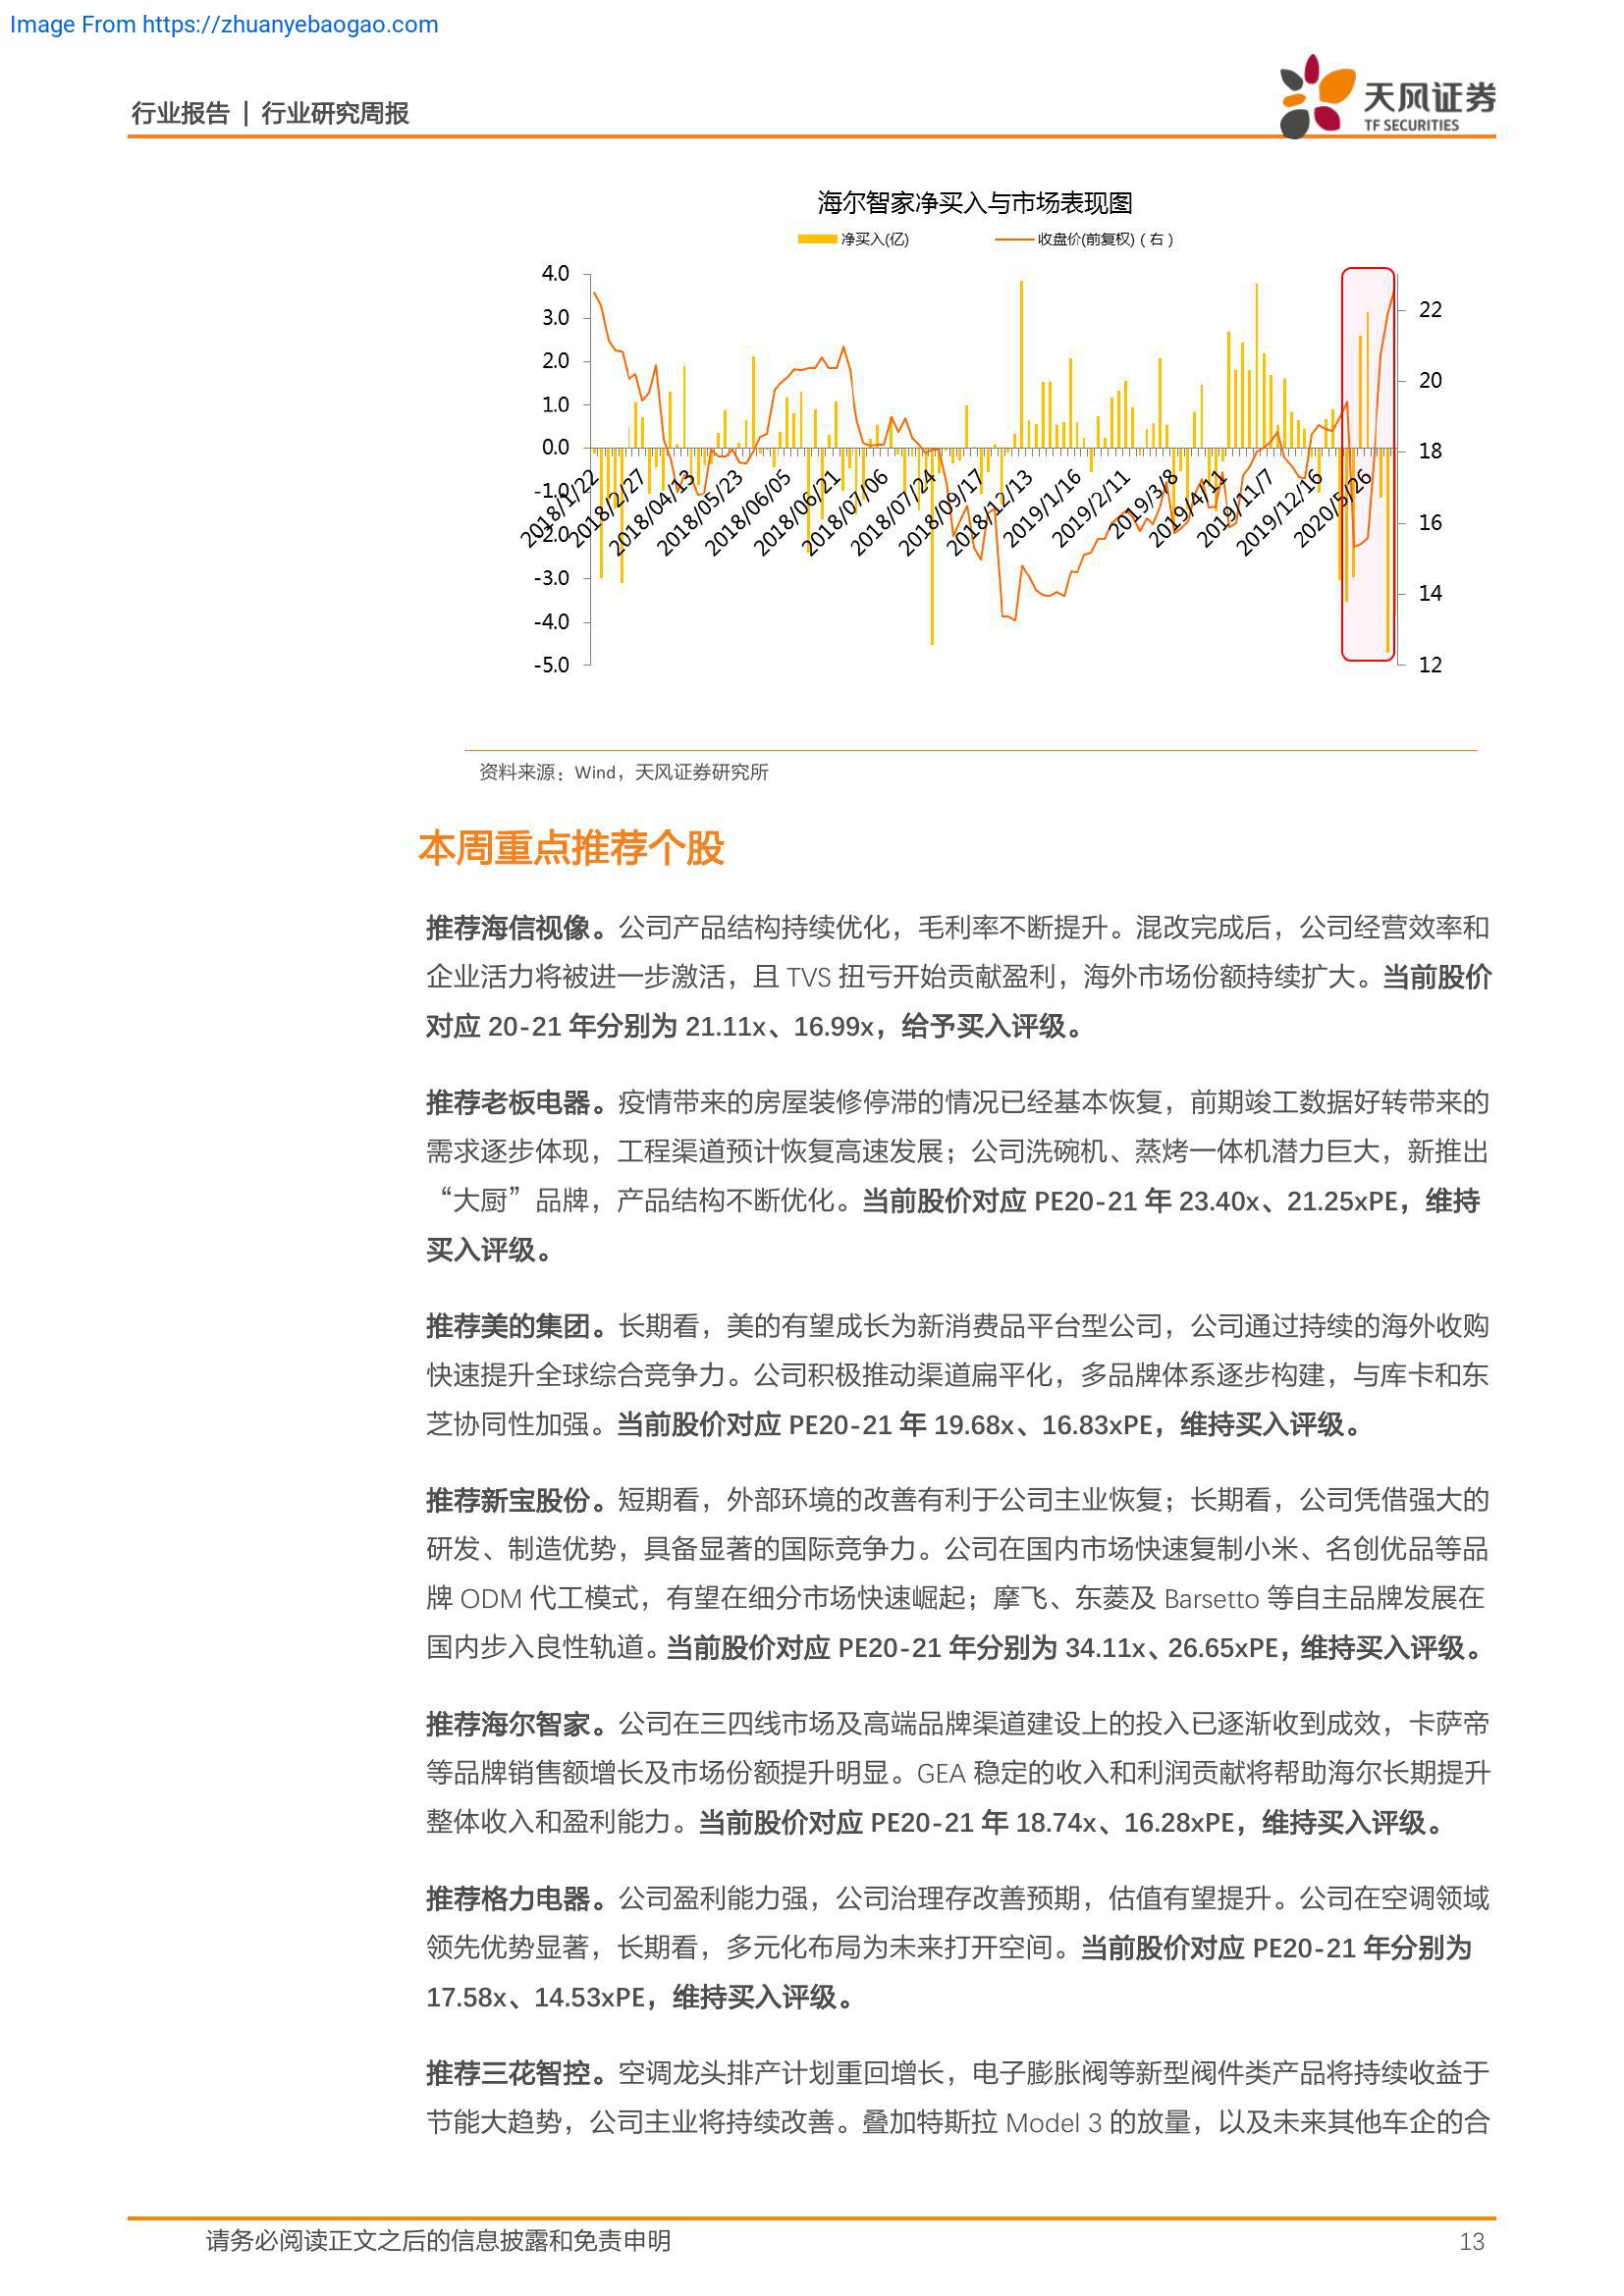 Image From https://zhuanyebaogao.com
行业报告 | 行业研究周报
天风证券
TF SECURITIES
海尔智家净买入与市场表现图
净买入(亿)
收盘价(前复权)(右)
4.0
3.0
2.0
1.0
0.0
-1.0
-2.0
-3.0
-4.0
-5.0
22
20
18
16
14
12
2018/1/22
2018/2/27
2018/04/13
2018/05/23
2018/06/05
2018/06/21
2018/07/06
2018/07/24
2018/09/17
2018/12/13
2019/1/16
2019/2/11
2019/3/8
2019/4/11
2019/11/7
2019/12/16
2020/5/26
资料来源：Wind，天风证券研究所
本周重点推荐个股
推荐海信视像。公司产品结构持续优化，毛利率不断提升。混改完成后，公司经营效率和
企业活力将被进一步激活，且 TVS 扭亏开始贡献盈利，海外市场份额持续扩大。当前股价
对应 20-21 年分别为 21.11x、16.99x，给予买入评级。
推荐老板电器。疫情带来的房屋装修停滞的情况已经基本恢复，前期竣工数据好转带来的
需求逐步体现，工程渠道预计恢复高速发展；公司洗碗机、蒸烤一体机潜力巨大，新推出
“大厨”品牌，产品结构不断优化。当前股价对应 PE20-21 年 23.40x、21.25xPE，维持
买入评级。
推荐美的集团。长期看，美的有望成长为新消费品平台型公司，公司通过持续的海外收购
快速提升全球综合竞争力。公司积极推动渠道扁平化，多品牌体系逐步构建，与库卡和东
芝协同性加强。当前股价对应 PE20-21 年 19.68x、16.83xPE，维持买入评级。
推荐新宝股份。短期看，外部环境的改善有利于公司主业恢复；长期看，公司凭借强大的
研发、制造优势，具备显著的国际竞争力。公司在国内市场快速复制小米、名创优品等品
牌 ODM 代工模式，有望在细分市场快速崛起；摩飞、东菱及 Barsetto 等自主品牌发展在
国内步入良性轨道。当前股价对应 PE20-21 年分别为 34.11x、26.65xPE，维持买入评级。
推荐海尔智家。公司在三四线市场及高端品牌渠道建设上的投入已逐渐收到成效，卡萨帝
等品牌销售额增长及市场份额提升明显。GEA 稳定的收入和利润贡献将帮助海尔长期提升
整体收入和盈利能力。当前股价对应 PE20-21 年 18.74x、16.28xPE，维持买入评级。
推荐格力电器。公司盈利能力强，公司治理存改善预期，估值有望提升。公司在空调领域
领先优势显著，长期看，多元化布局为未来打开空间。当前股价对应 PE20-21 年分别为
17.58x、14.53xPE，维持买入评级。
推荐三花智控。空调龙头排产计划重回增长，电子膨胀阀等新型阀件类产品将持续收益于
节能大趋势，公司主业将持续改善。叠加特斯拉 Model 3 的放量，以及未来其他车企的合
请务必阅读正文之后的信息披露和免责申明
13